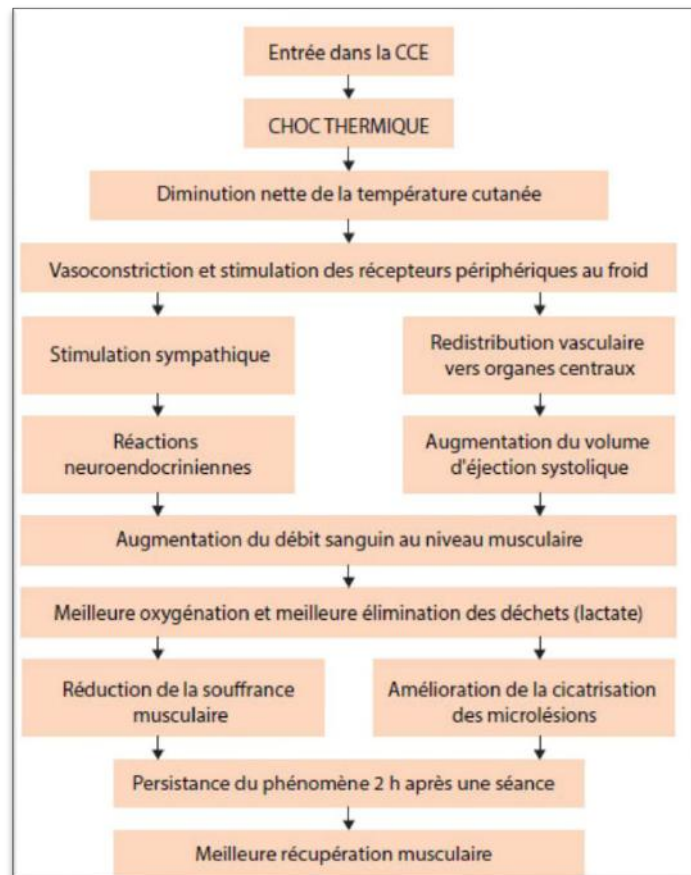 Entrée dans la CCE
CHOC THERMIQUE
Diminution nette de la température cutanée
Vasoconstriction et stimulation des récepteurs périphériques au froid
Stimulation sympathique
Redistribution vasculaire
vers organes centraux
Réactions
neuroendocriniennes
Augmentation du volume
d'éjection systolique
Augmentation du débit sanguin au niveau musculaire
Meilleure oxygénation et meilleure élimination des déchets (lactate)
Réduction de la souffrance
musculaire
Amélioration de la cicatrisation
des microlésions
Persistance du phénomène 2 h après une séance
Meilleure récupération musculaire